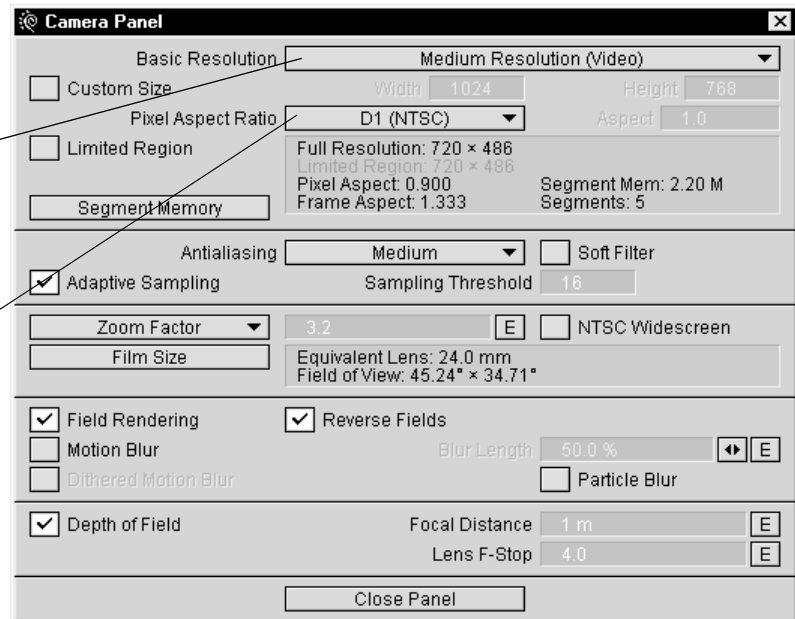 Camera Panel
Basic Resolution Medium Resolution (Video)
Custom Size Width 1024 Height 768
Pixel Aspect Ratio D1 (NTSC) Aspect 1.0
Limited Region
Full Resolution: 720 × 486
Limited Region: 720 × 486
Pixel Aspect: 0.900 Segment Mem: 2.20 M
Frame Aspect: 1.333 Segments: 5
Segment Memory
Antialiasing Medium Soft Filter
Adaptive Sampling Sampling Threshold 16
Zoom Factor 3.2 E NTSC Widescreen
Film Size
Equivalent Lens: 24.0 mm
Field of View: 45.24° × 34.71°
Field Rendering Reverse Fields
Motion Blur Blur Length 50.0 % E
Dithered Motion Blur Particle Blur
Depth of Field Focal Distance 1 m E
Lens F-Stop 4.0 E
Close Panel